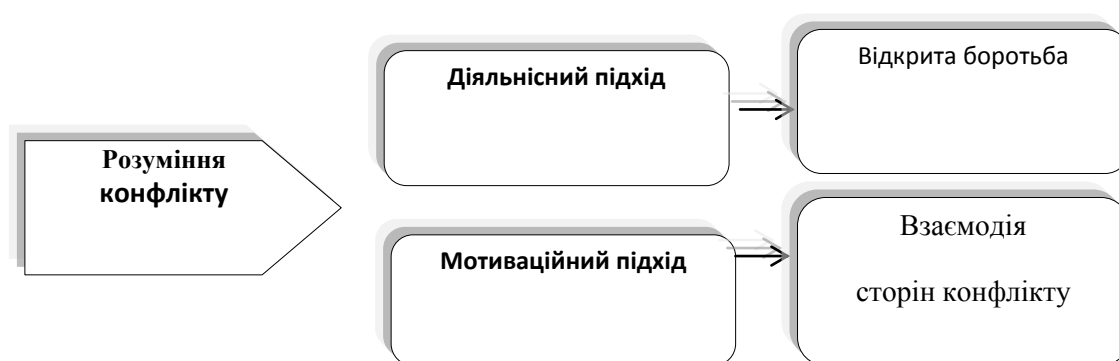 Розуміння
конфлікту
Діяльнісний підхід
Відкрита боротьба
Мотиваційний підхід
Взаємодія
сторін конфлікту